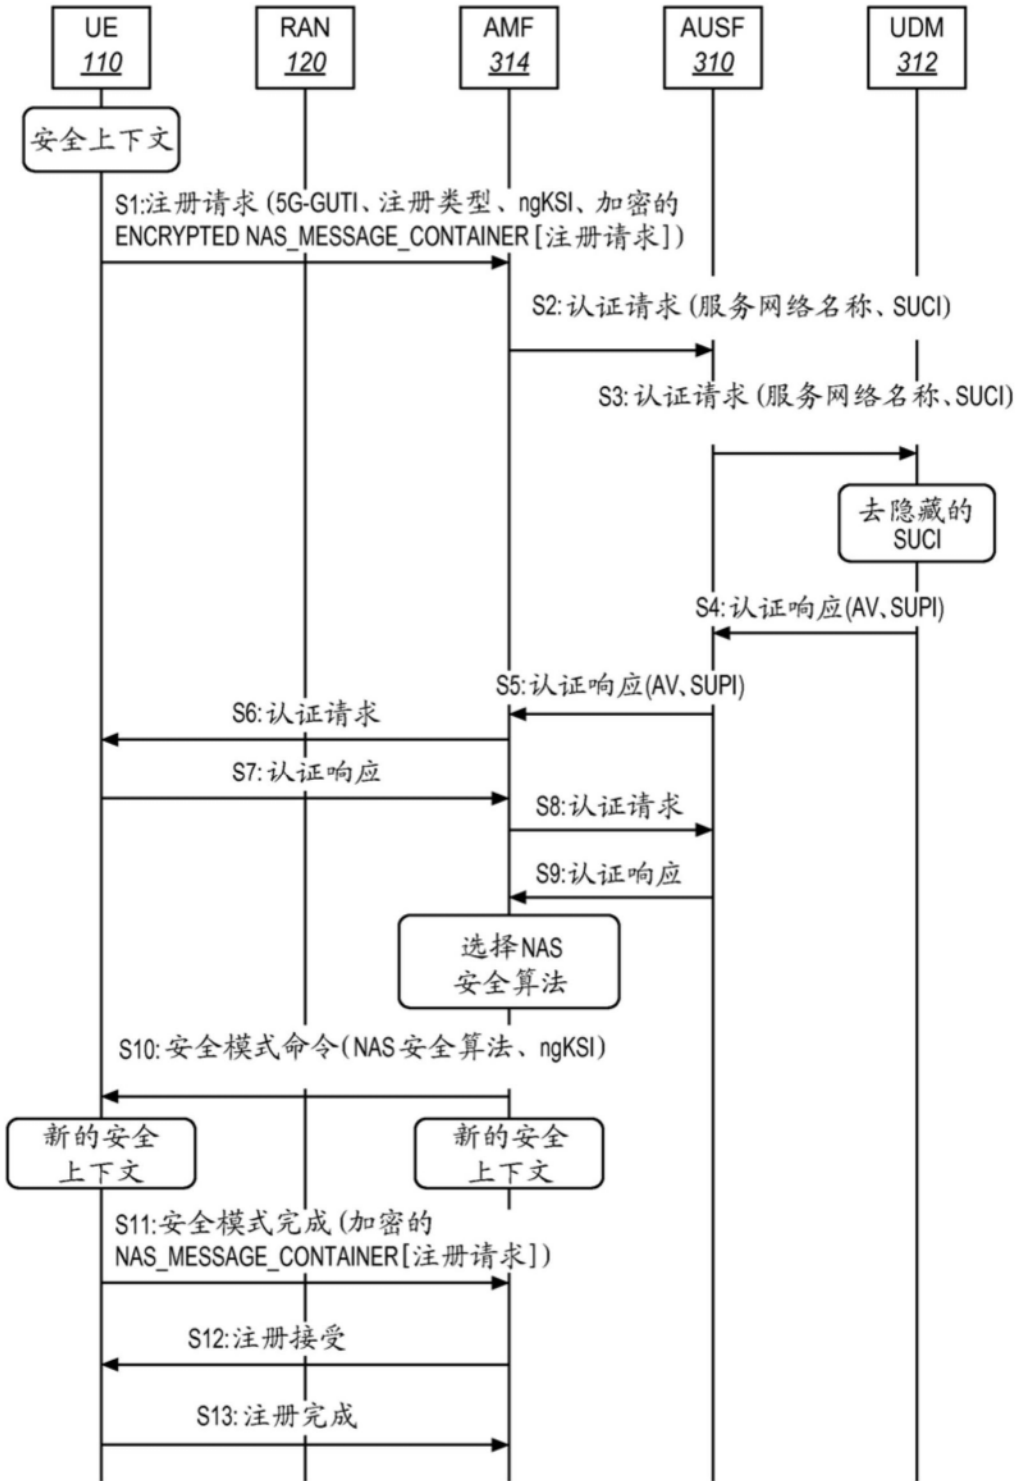 UE
110
RAN
120
AMF
314
AUSF
310
UDM
312
安全上下文
S1:注册请求(5G-GUTI、注册类型、ngKSI、加密的
ENCRYPTED NAS_MESSAGE_CONTAINER[注册请求])
S2:认证请求(服务网络名称、SUCI)
S3:认证请求(服务网络名称、SUCI)
去隐藏的
SUCI
S4:认证响应(AV、SUPI)
S5:认证响应(AV、SUPI)
S6:认证请求
S7:认证响应
S8:认证请求
S9:认证响应
选择NAS
安全算法
S10:安全模式命令(NAS安全算法、ngKSI)
新的安全
上下文
新的安全
上下文
S11:安全模式完成(加密的
NAS_MESSAGE_CONTAINER[注册请求])
S12:注册接受
S13:注册完成